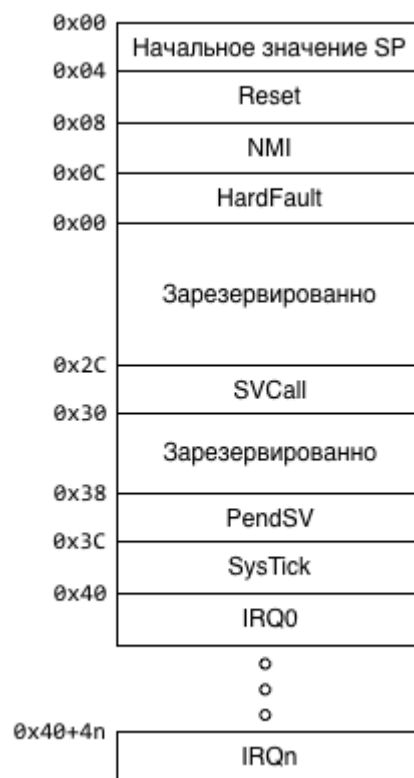 0x00
Начальное значение SP
0x04
Reset
0x08
NMI
0x0C
HardFault
0x00
Зарезервированно
0x2C
SVCall
0x30
Зарезервированно
0x38
PendSV
0x3C
SysTick
0x40
IRQ0
0x40+4n
IRQn